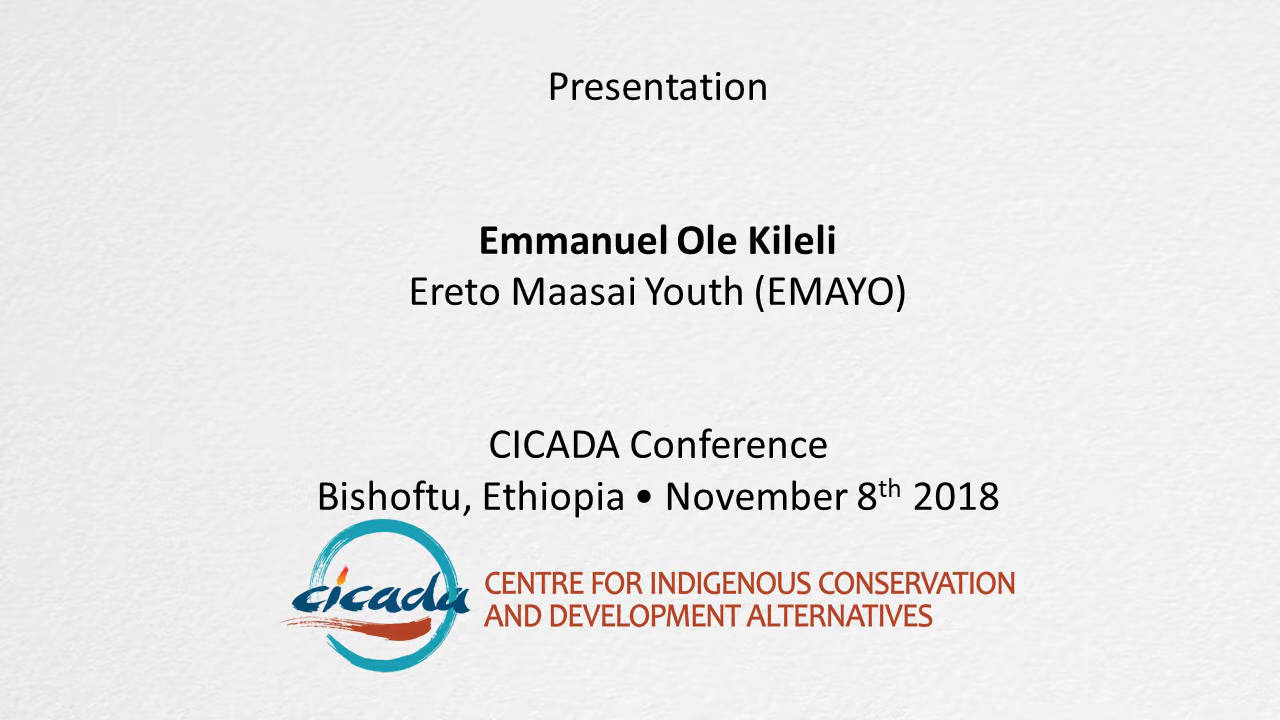 Presentation
Emmanuel Ole Kileli
Ereto Maasai Youth (EMAYO)
CICADA Conference
Bishoftu, Ethiopia • November 8th 2018
cicada
CENTRE FOR INDIGENOUS CONSERVATION
AND DEVELOPMENT ALTERNATIVES